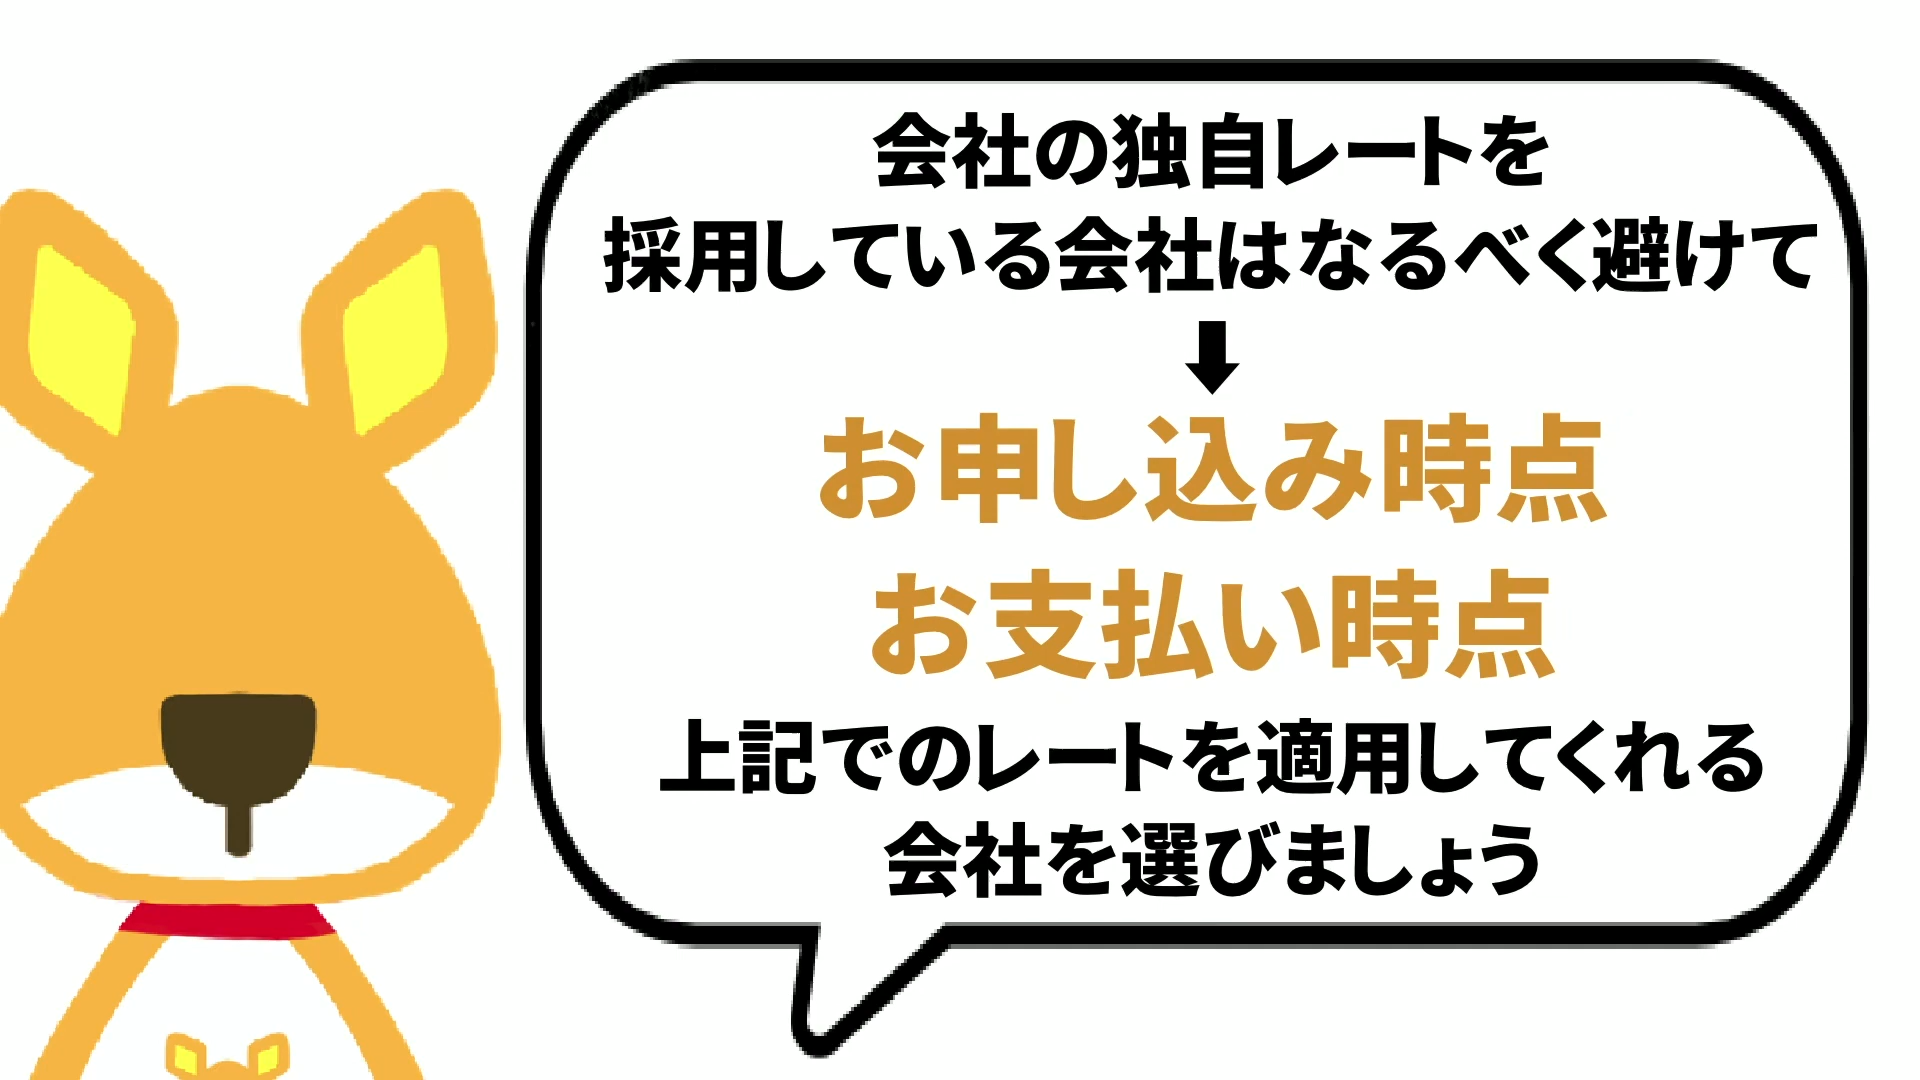 会社の独自レートを
採用している会社はなるべく避けて
お申し込み時点
お支払い時点
上記でのレートを適用してくれる
会社を選びましょう